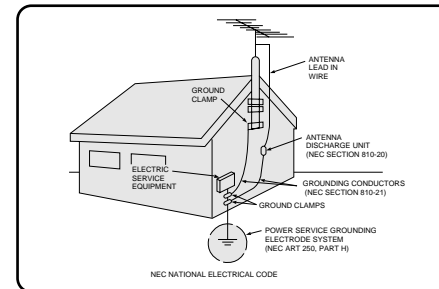 ANTENNA
LEAD IN
WIRE
GROUND
CLAMP
ANTENNA
DISCHARGE UNIT
(NEC SECTION 810-20)
ELECTRIC
SERVICE
EQUIPMENT
GROUNDING CONDUCTORS
(NEC SECTION 810-21)
GROUND CLAMPS
POWER SERVICE GROUNDING
ELECTRODE SYSTEM
(NEC ART 250, PART H)
NEC NATIONAL ELECTRICAL CODE